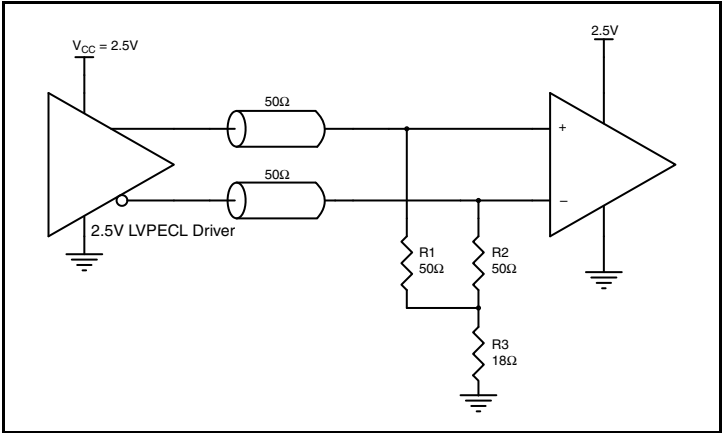 V_CC = 2.5V
2.5V
50Ω
+
50Ω
−
2.5V LVPECL Driver
R1
50Ω
R2
50Ω
R3
18Ω